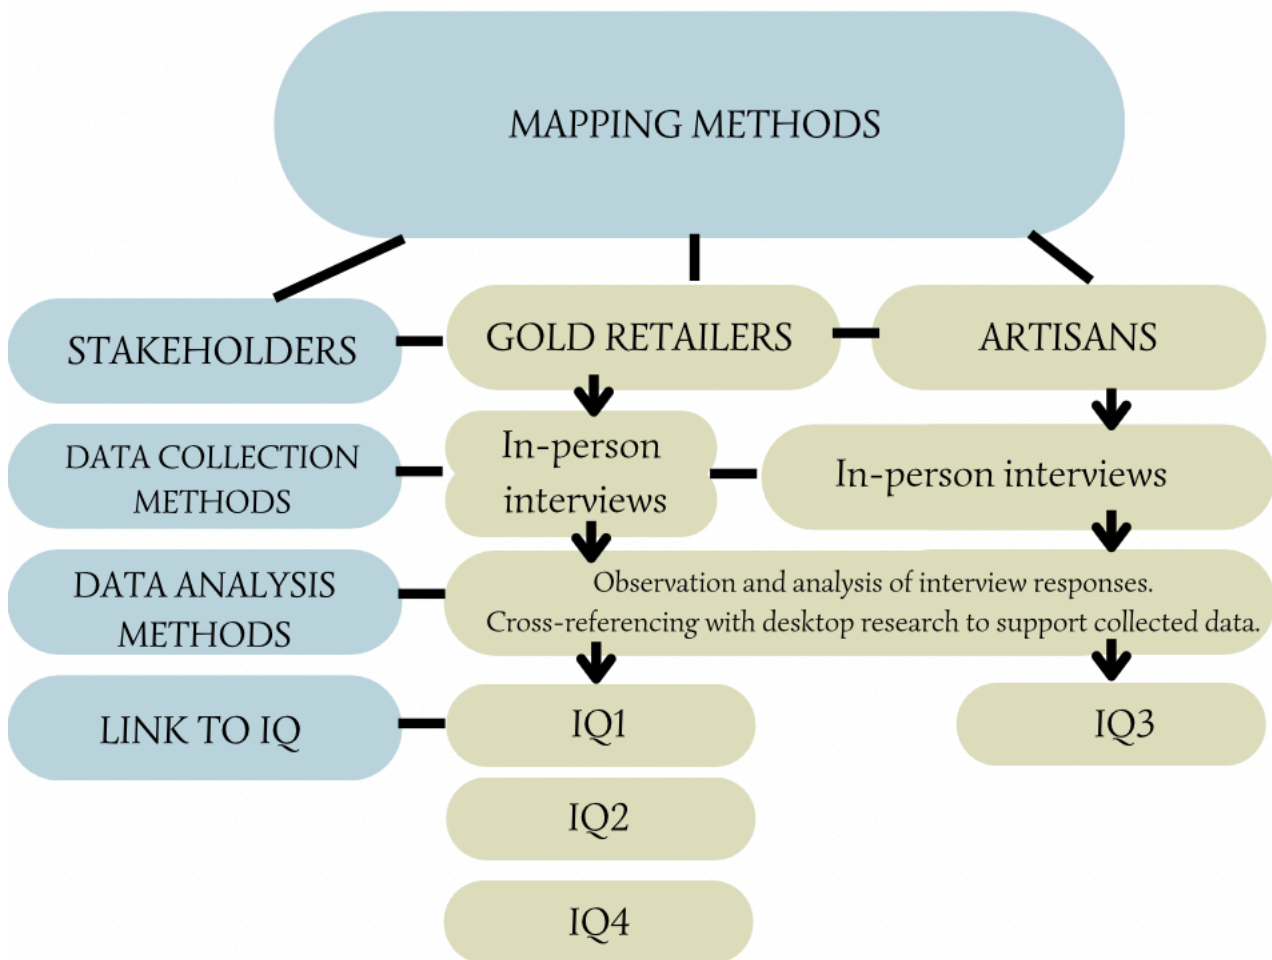 MAPPING METHODS
STAKEHOLDERS
GOLD RETAILERS
ARTISANS
DATA COLLECTION
METHODS
In-person
interviews
In-person interviews
DATA ANALYSIS
METHODS
Observation and analysis of interview responses.
Cross-referencing with desktop research to support collected data.
LINK TO IQ
IQ1
IQ3
IQ2
IQ4